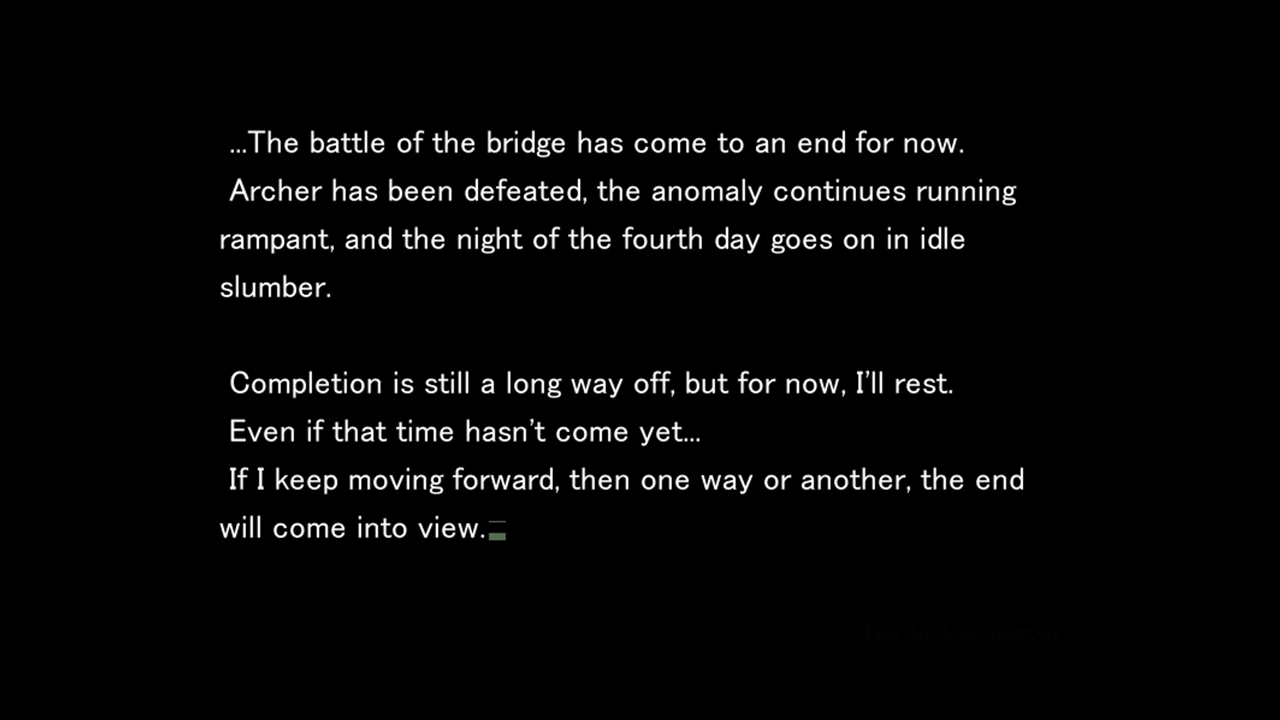 ...The battle of the bridge has come to an end for now.
Archer has been defeated, the anomaly continues running
rampant, and the night of the fourth day goes on in idle
slumber.
Completion is still a long way off, but for now, I'll rest.
Even if that time hasn't come yet...
If I keep moving forward, then one way or another, the end
will come into view.